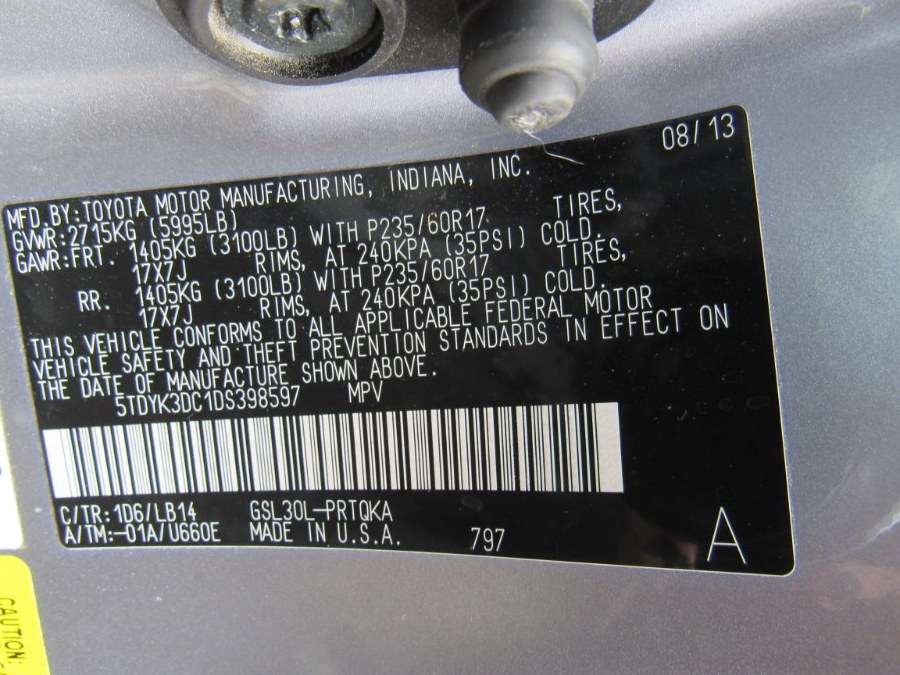 08/13
MFD.BY:TOYOTA MOTOR MANUFACTURING, INDIANA, INC.
GVWR:2715KG (5995LB)
GAWR:FRT. 1405KG (3100LB) WITH P235/60R17 TIRES,
17X7J RIMS, AT 240KPA (35PSI) COLD.
RR. 1405KG (3100LB) WITH P235/60R17 TIRES,
17X7J RIMS, AT 240KPA (35PSI) COLD.
THIS VEHICLE CONFORMS TO ALL APPLICABLE FEDERAL MOTOR
VEHICLE SAFETY AND THEFT PREVENTION STANDARDS IN EFFECT ON
THE DATE OF MANUFACTURE SHOWN ABOVE.
5TDYK3DC1DS398597 MPV
C/TR:1D6/LB14 GSL30L-PRTQKA
A/TM:-01A/U660E MADE IN U.S.A. 797
A
CAUTION: